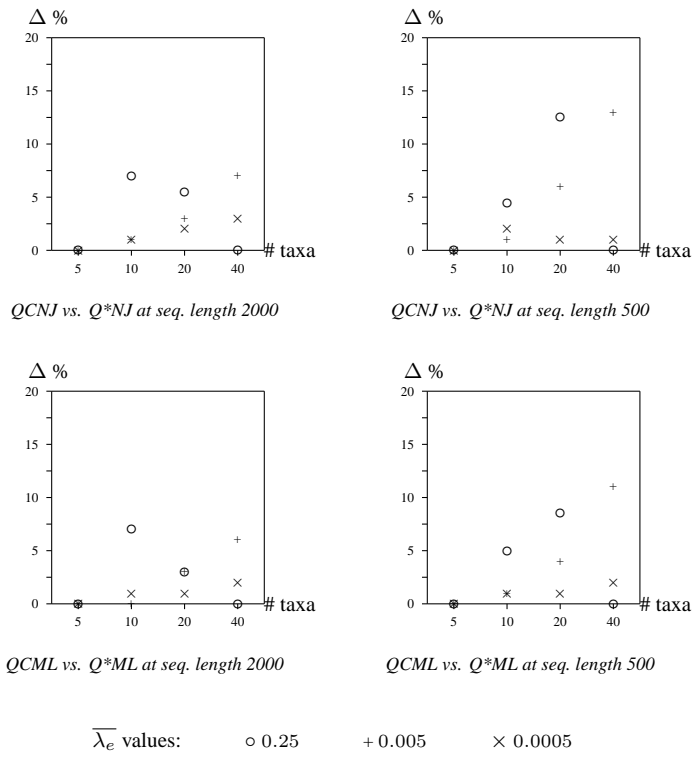 Δ %
Δ %
20
15
10
5
0
5 10 20 40
# taxa
20
15
10
5
0
5 10 20 40
# taxa
QCNJ vs. Q*NJ at seq. length 2000
QCNJ vs. Q*NJ at seq. length 500
Δ %
Δ %
20
15
10
5
0
5 10 20 40
# taxa
20
15
10
5
0
5 10 20 40
# taxa
QCML vs. Q*ML at seq. length 2000
QCML vs. Q*ML at seq. length 500
λ̅ₑ values: ○ 0.25 + 0.005 × 0.0005